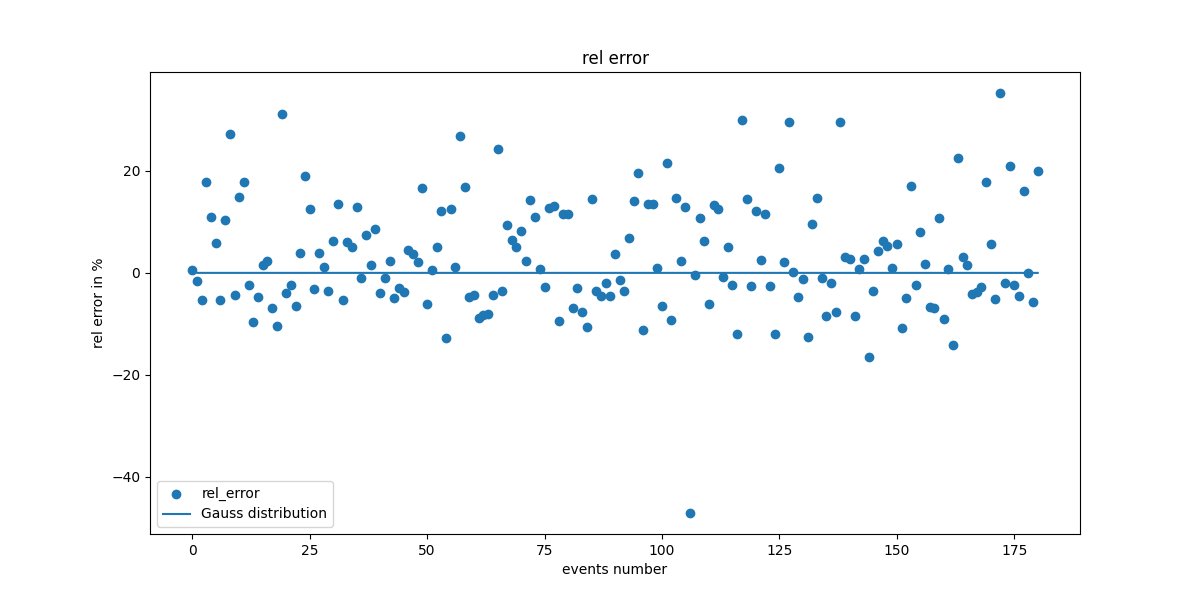 rel error
rel error in %
20
0
−20
−40
rel_error
Gauss distribution
0 25 50 75 100 125 150 175
events number